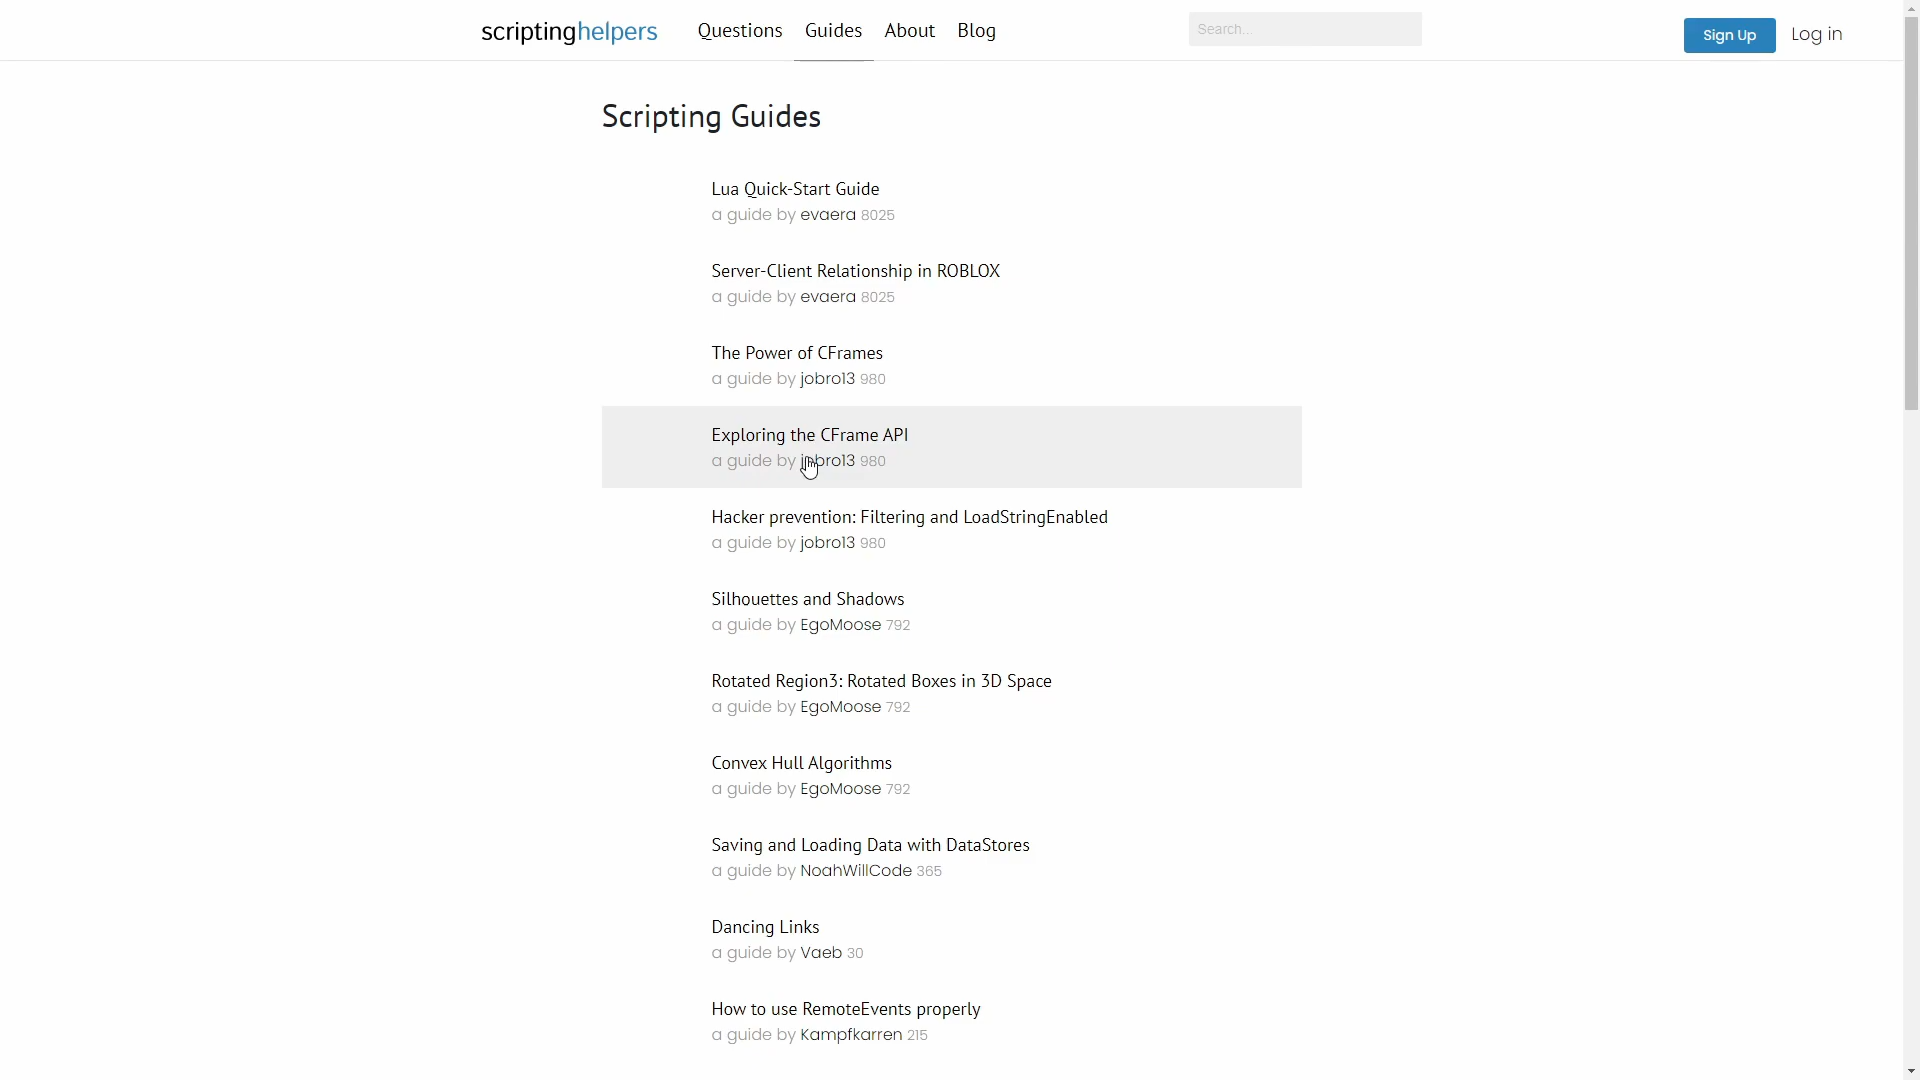 scriptinghelpers Questions Guides About Blog Search... Sign Up Log in
Scripting Guides
Lua Quick-Start Guide
a guide by evaera 8025
Server-Client Relationship in ROBLOX
a guide by evaera 8025
The Power of CFrames
a guide by jobro13 980
Exploring the CFrame API
a guide by jobro13 980
Hacker prevention: Filtering and LoadStringEnabled
a guide by jobro13 980
Silhouettes and Shadows
a guide by EgoMoose 792
Rotated Region3: Rotated Boxes in 3D Space
a guide by EgoMoose 792
Convex Hull Algorithms
a guide by EgoMoose 792
Saving and Loading Data with DataStores
a guide by NoahWillCode 365
Dancing Links
a guide by Vaeb 30
How to use RemoteEvents properly
a guide by Kampfkarren 215